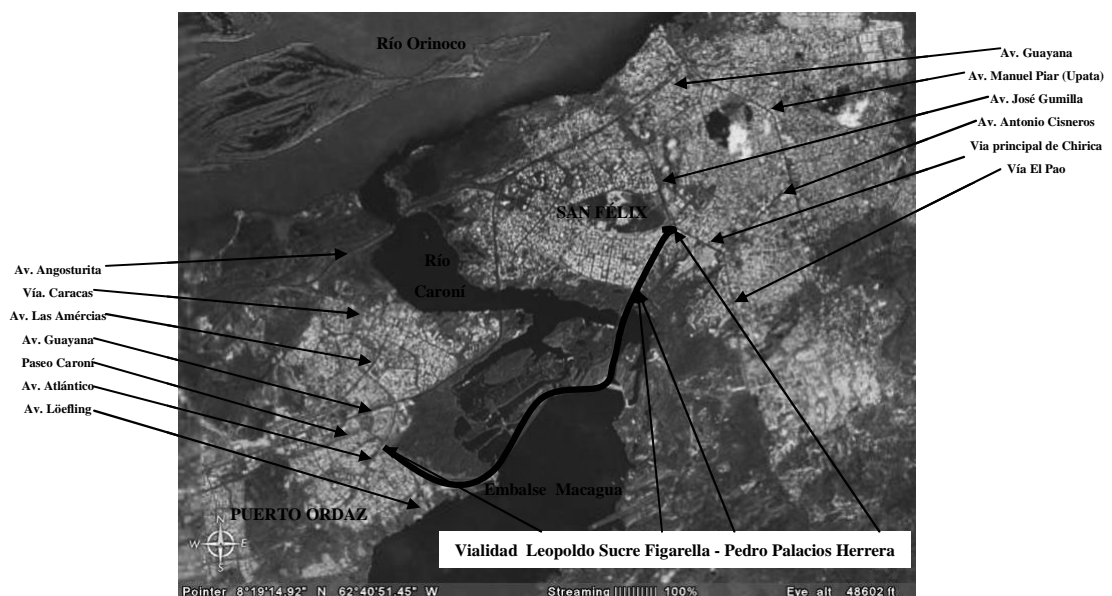 Río Orinoco
Av. Guayana
Av. Manuel Piar (Upata)
Av. José Gumilla
Av. Antonio Cisneros
Via principal de Chirica
Vía El Pao
SAN FÉLIX
Río
Caroní
Av. Angosturita
Vía. Caracas
Av. Las Amércias
Av. Guayana
Paseo Caroní
Av. Atlántico
Av. Löefling
Embalse Macagua
PUERTO ORDAZ
N
W E
S
Vialidad Leopoldo Sucre Figarella - Pedro Palacios Herrera
Pointer 8°19'14.92" N 62°40'51.45" W Streaming |||||||||| 100% Eye alt 48602 ft